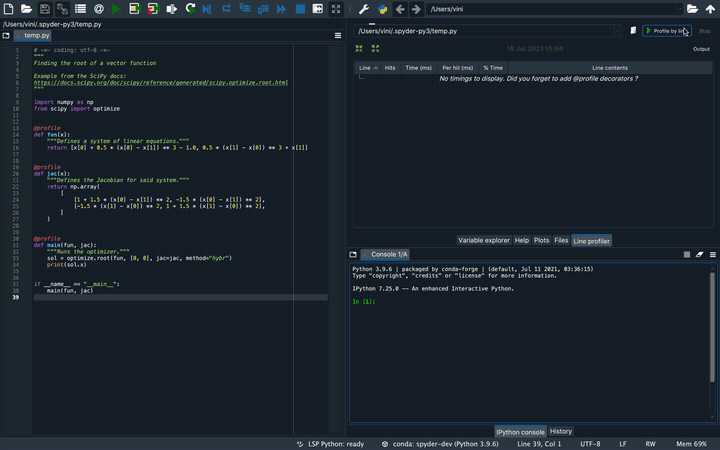 /Users/vini/.spyder-py3/temp.py
temp.py
1 # -*- coding: utf-8 -*-
2 """
3 Finding the root of a vector function
4
5 Example from the SciPy docs:
6 https://docs.scipy.org/doc/scipy/reference/generated/scipy.optimize.root.html
7 """
8
9 import numpy as np
10 from scipy import optimize
11
12
13 @profile
14 def fun(x):
15 """Defines a system of linear equations."""
16 return [x[0] + 0.5 * (x[0] - x[1]) ** 3 - 1.0, 0.5 * (x[1] - x[0]) ** 3 + x[1]]
17
18
19 @profile
20 def jac(x):
21 """Defines the Jacobian for said system."""
22 return np.array(
23 [
24 [1 + 1.5 * (x[0] - x[1]) ** 2, -1.5 * (x[0] - x[1]) ** 2],
25 [-1.5 * (x[1] - x[0]) ** 2, 1 + 1.5 * (x[1] - x[0]) ** 2],
26 ]
27 )
28
29
30 @profile
31 def main(fun, jac):
32 """Runs the optimizer."""
33 sol = optimize.root(fun, [0, 0], jac=jac, method="hybr")
34 print(sol.x)
35
36
37 if __name__ == "__main__":
38 main(fun, jac)
39
/Users/vini
/Users/vini/.spyder-py3/temp.py
Profile by line
Stop
18 Jul 2021 15:54
Output
Line Hits Time (ms) Per hit (ms) % Time Line contents
No timings to display. Did you forget to add @profile decorators ?
Variable explorer Help Plots Files Line profiler
Console 1/A
Python 3.9.6 | packaged by conda-forge | (default, Jul 11 2021, 03:36:15)
Type "copyright", "credits" or "license" for more information.
IPython 7.25.0 -- An enhanced Interactive Python.
In [1]:
IPython console History
LSP Python: ready conda: spyder-dev (Python 3.9.6) Line 39, Col 1 UTF-8 LF RW Mem 69%